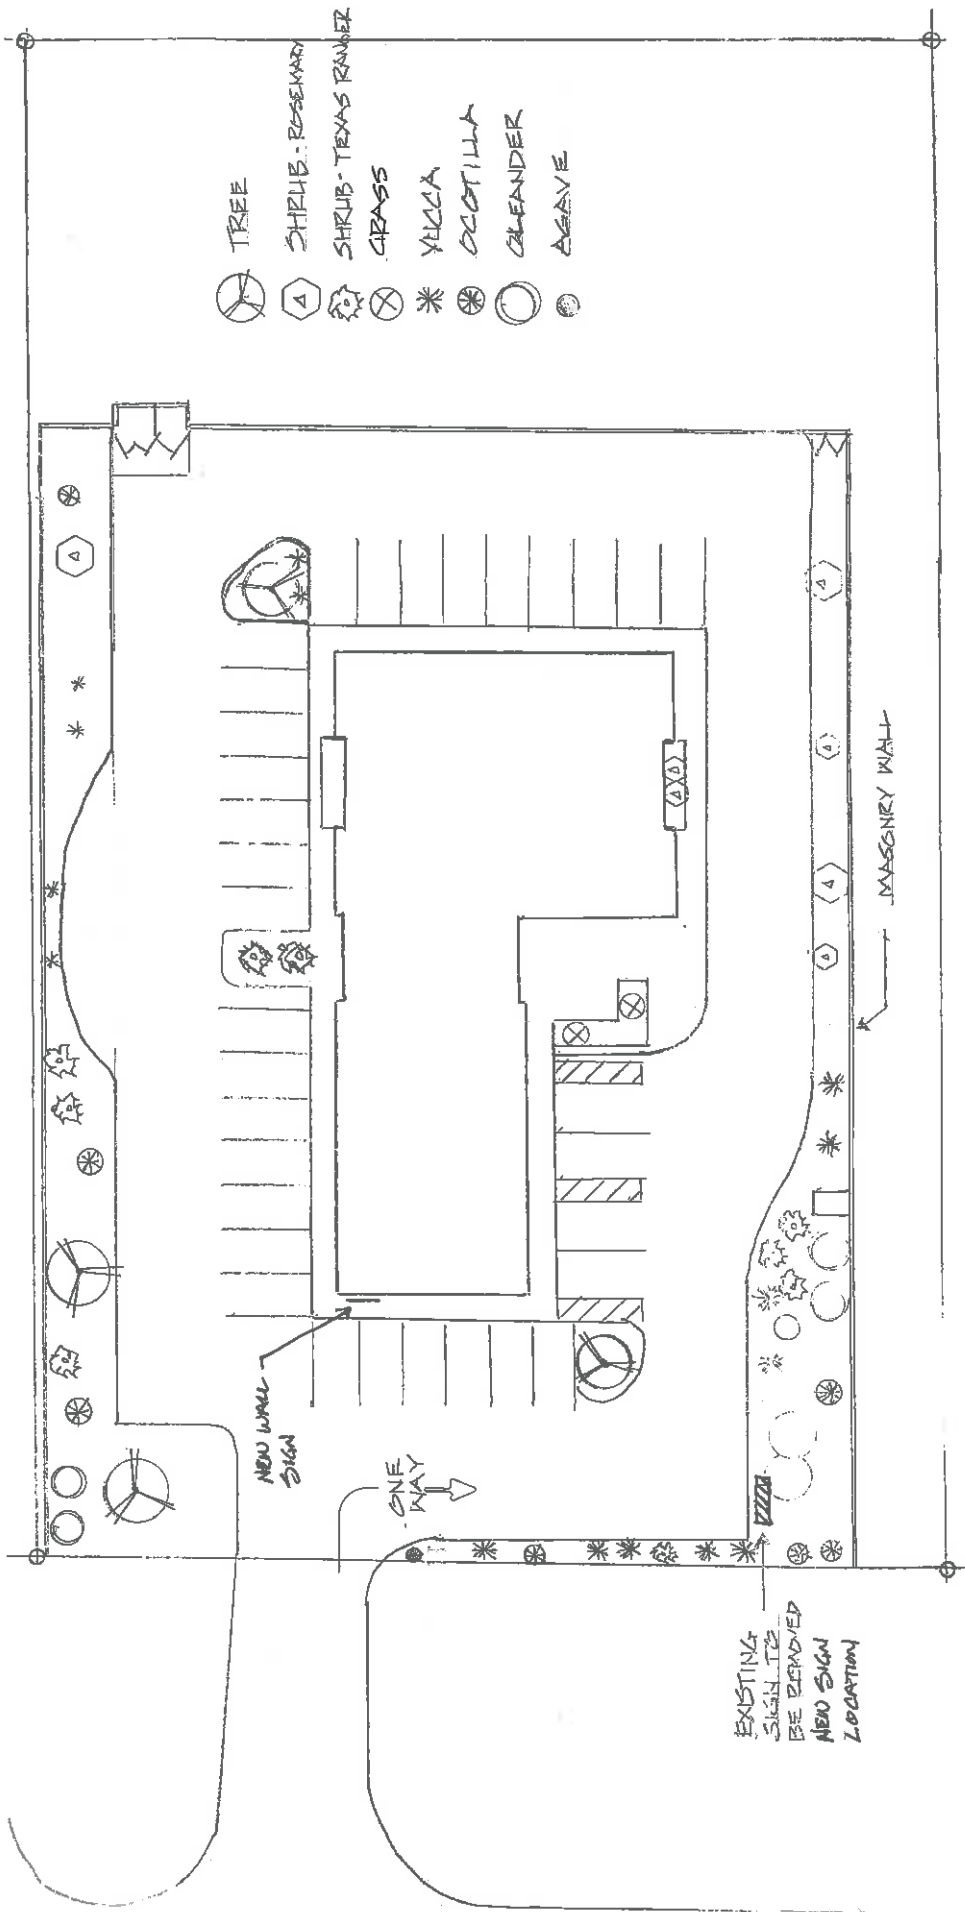 TREE
SHRUB - ROSEMARY
SHRUB - TEXAS RANGER
GRASS
YUCCA
OCOTILLA
OLEANDER
AGAVE
MASONRY WALL
NEW WALL
SIGN
ONE
WAY
EXISTING
SIGN TO
BE REMOVED
NEW SIGN
LOCATION